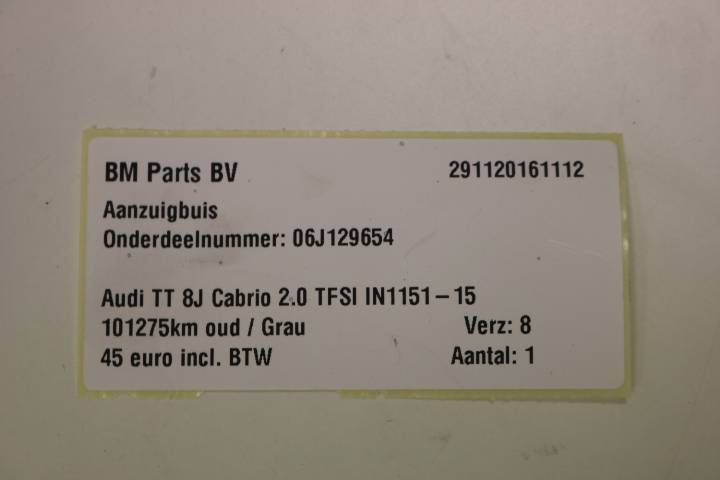 BM Parts BV 291120161112
Aanzuigbuis
Onderdeelnummer: 06J129654
Audi TT 8J Cabrio 2.0 TFSI IN1151-15
101275km oud / Grau Verz: 8
45 euro incl. BTW Aantal: 1